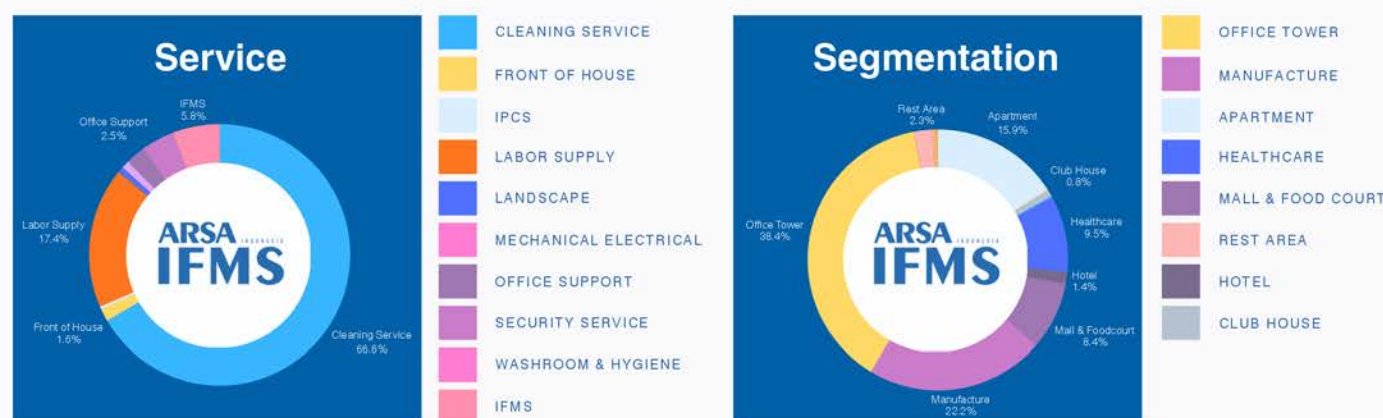 Service
IFMS
5.8%
Office Support
2.5%
Labor Supply
17.4%
Front of House
1.6%
Cleaning Service
66.6%
ARSA
INDONESIA
IFMS
CLEANING SERVICE
FRONT OF HOUSE
IPCS
LABOR SUPPLY
LANDSCAPE
MECHANICAL ELECTRICAL
OFFICE SUPPORT
SECURITY SERVICE
WASHROOM & HYGIENE
IFMS
Segmentation
Rest Area
2.3%
Apartment
15.9%
Club House
0.8%
Healthcare
9.5%
Hotel
1.4%
Mall & Foodcourt
8.4%
Manufacture
22.2%
Office Tower
38.4%
ARSA
INDONESIA
IFMS
OFFICE TOWER
MANUFACTURE
APARTMENT
HEALTHCARE
MALL & FOOD COURT
REST AREA
HOTEL
CLUB HOUSE